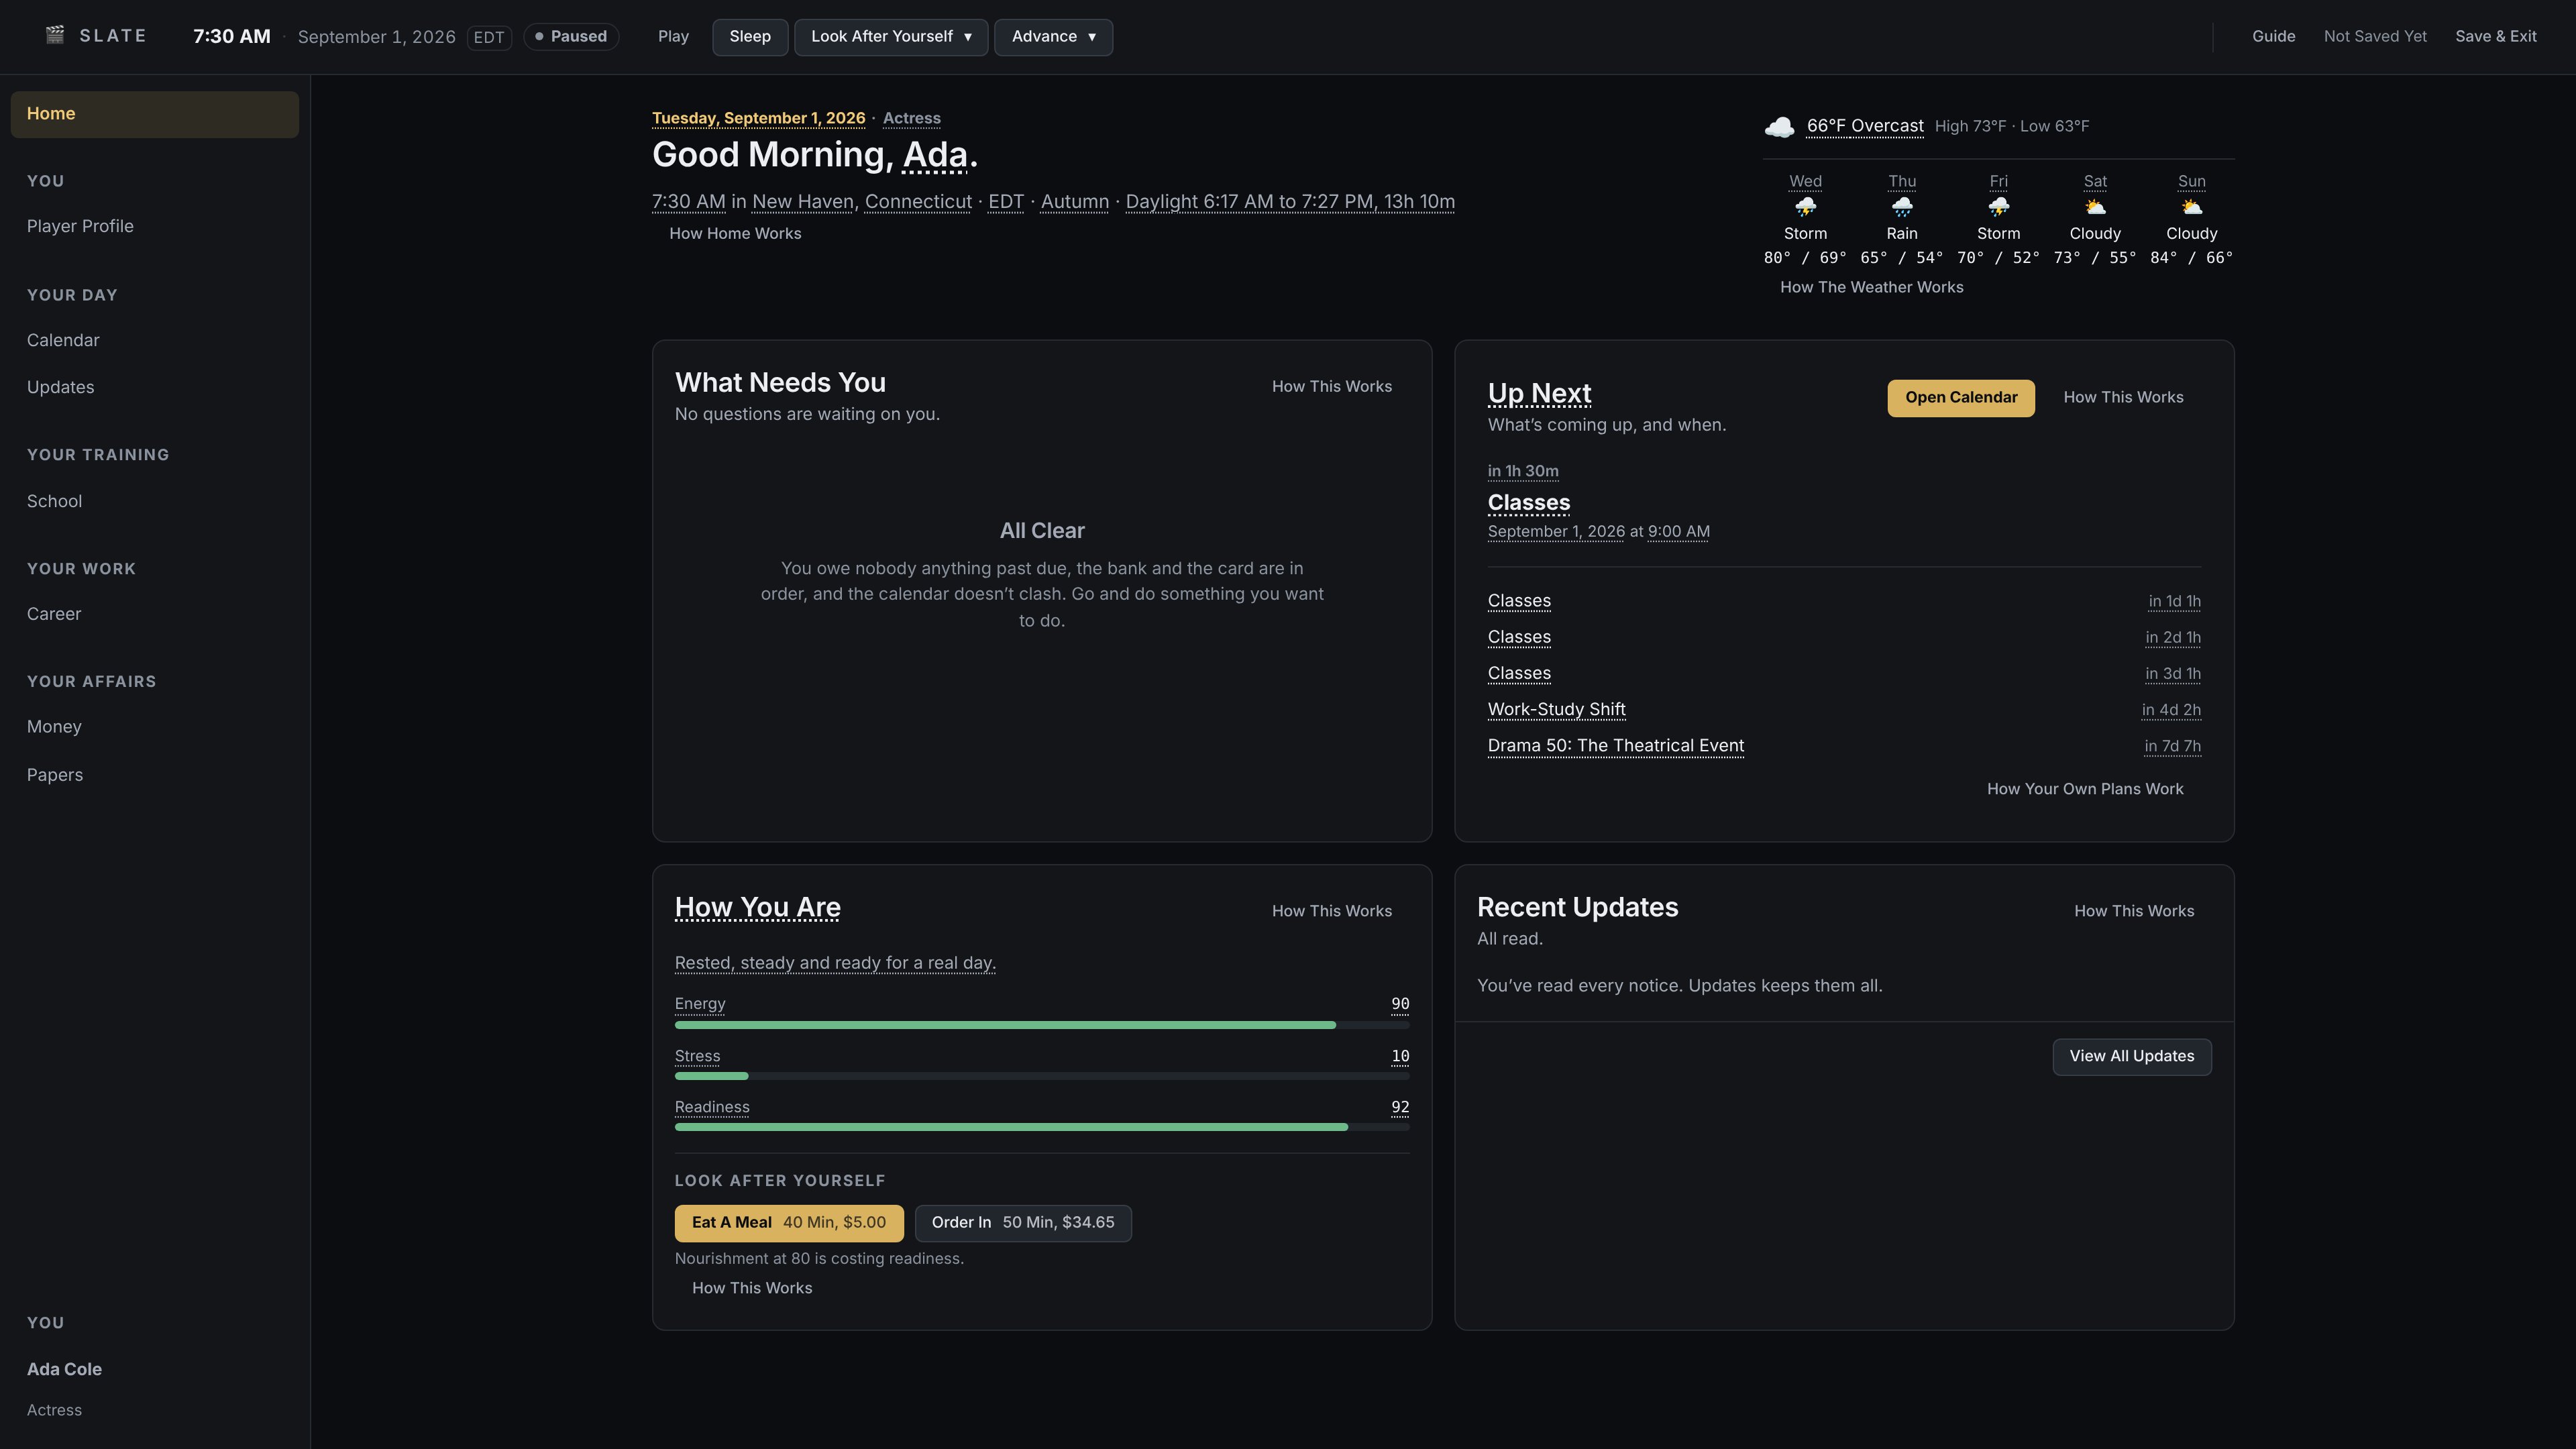 SLATE
7:30 AM · September 1, 2026 EDT Paused
Play
Sleep
Look After Yourself ▾
Advance ▾
Guide
Not Saved Yet
Save & Exit
Home
YOU
Player Profile
YOUR DAY
Calendar
Updates
YOUR TRAINING
School
YOUR WORK
Career
YOUR AFFAIRS
Money
Papers
YOU
Ada Cole
Actress
Tuesday, September 1, 2026 · Actress
Good Morning, Ada.
7:30 AM in New Haven, Connecticut · EDT · Autumn · Daylight 6:17 AM to 7:27 PM, 13h 10m
How Home Works
66°F Overcast High 73°F · Low 63°F
Wed Thu Fri Sat Sun
Storm Rain Storm Cloudy Cloudy
80° / 69° 65° / 54° 70° / 52° 73° / 55° 84° / 66°
How The Weather Works
What Needs You
How This Works
No questions are waiting on you.
All Clear
You owe nobody anything past due, the bank and the card are in
order, and the calendar doesn’t clash. Go and do something you want
to do.
Up Next
Open Calendar
How This Works
What’s coming up, and when.
in 1h 30m
Classes
September 1, 2026 at 9:00 AM
Classes in 1d 1h
Classes in 2d 1h
Classes in 3d 1h
Work-Study Shift in 4d 2h
Drama 50: The Theatrical Event in 7d 7h
How Your Own Plans Work
How You Are
How This Works
Rested, steady and ready for a real day.
Energy 90
Stress 10
Readiness 92
LOOK AFTER YOURSELF
Eat A Meal 40 Min, $5.00
Order In 50 Min, $34.65
Nourishment at 80 is costing readiness.
How This Works
Recent Updates
How This Works
All read.
You’ve read every notice. Updates keeps them all.
View All Updates